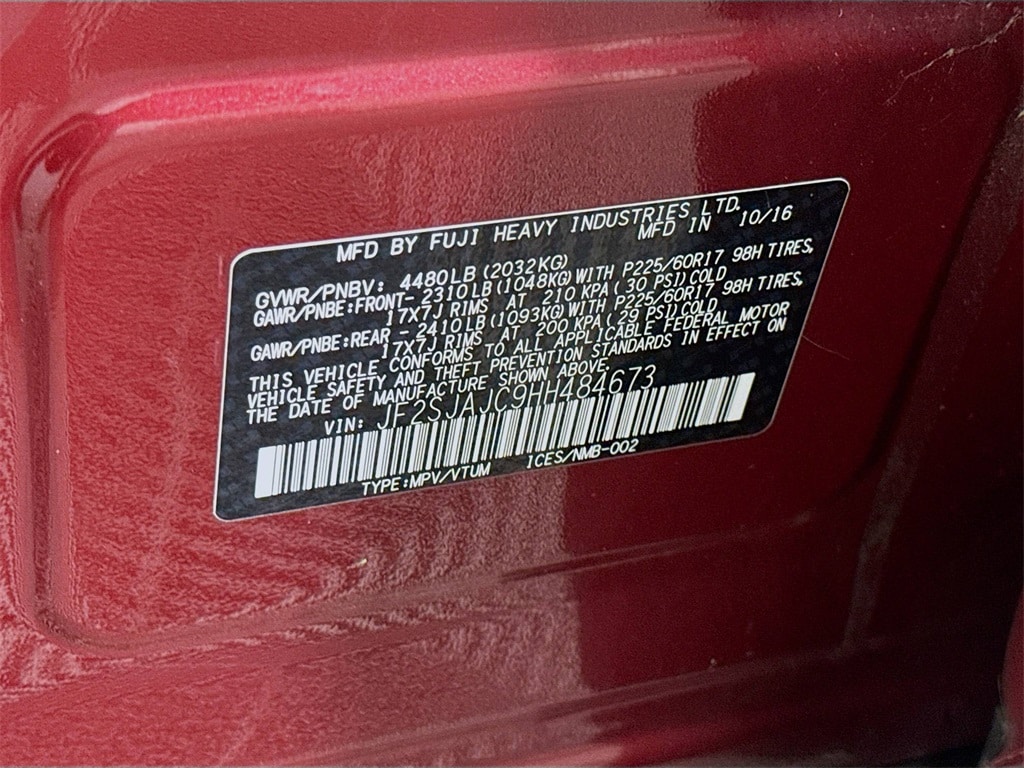 MFD BY FUJI HEAVY INDUSTRIES LTD.
MFD IN 10/16
GVWR/PNBV: 4480LB(2032KG)
GAWR/PNBE:FRONT- 2310LB(1048KG)WITH P225/60R17 98H TIRES,
17X7J RIMS AT 210 KPA( 30 PSI)COLD
GAWR/PNBE:REAR - 2410LB(1093KG)WITH P225/60R17 98H TIRES,
17X7J RIMS AT 200 KPA( 29 PSI)COLD.
THIS VEHICLE CONFORMS TO ALL APPLICABLE FEDERAL MOTOR
VEHICLE SAFETY AND THEFT PREVENTION STANDARDS IN EFFECT ON
THE DATE OF MANUFACTURE SHOWN ABOVE.
VIN: JF2SJAJC9HH484673
TYPE:MPV/VTUM ICES/NMB-002